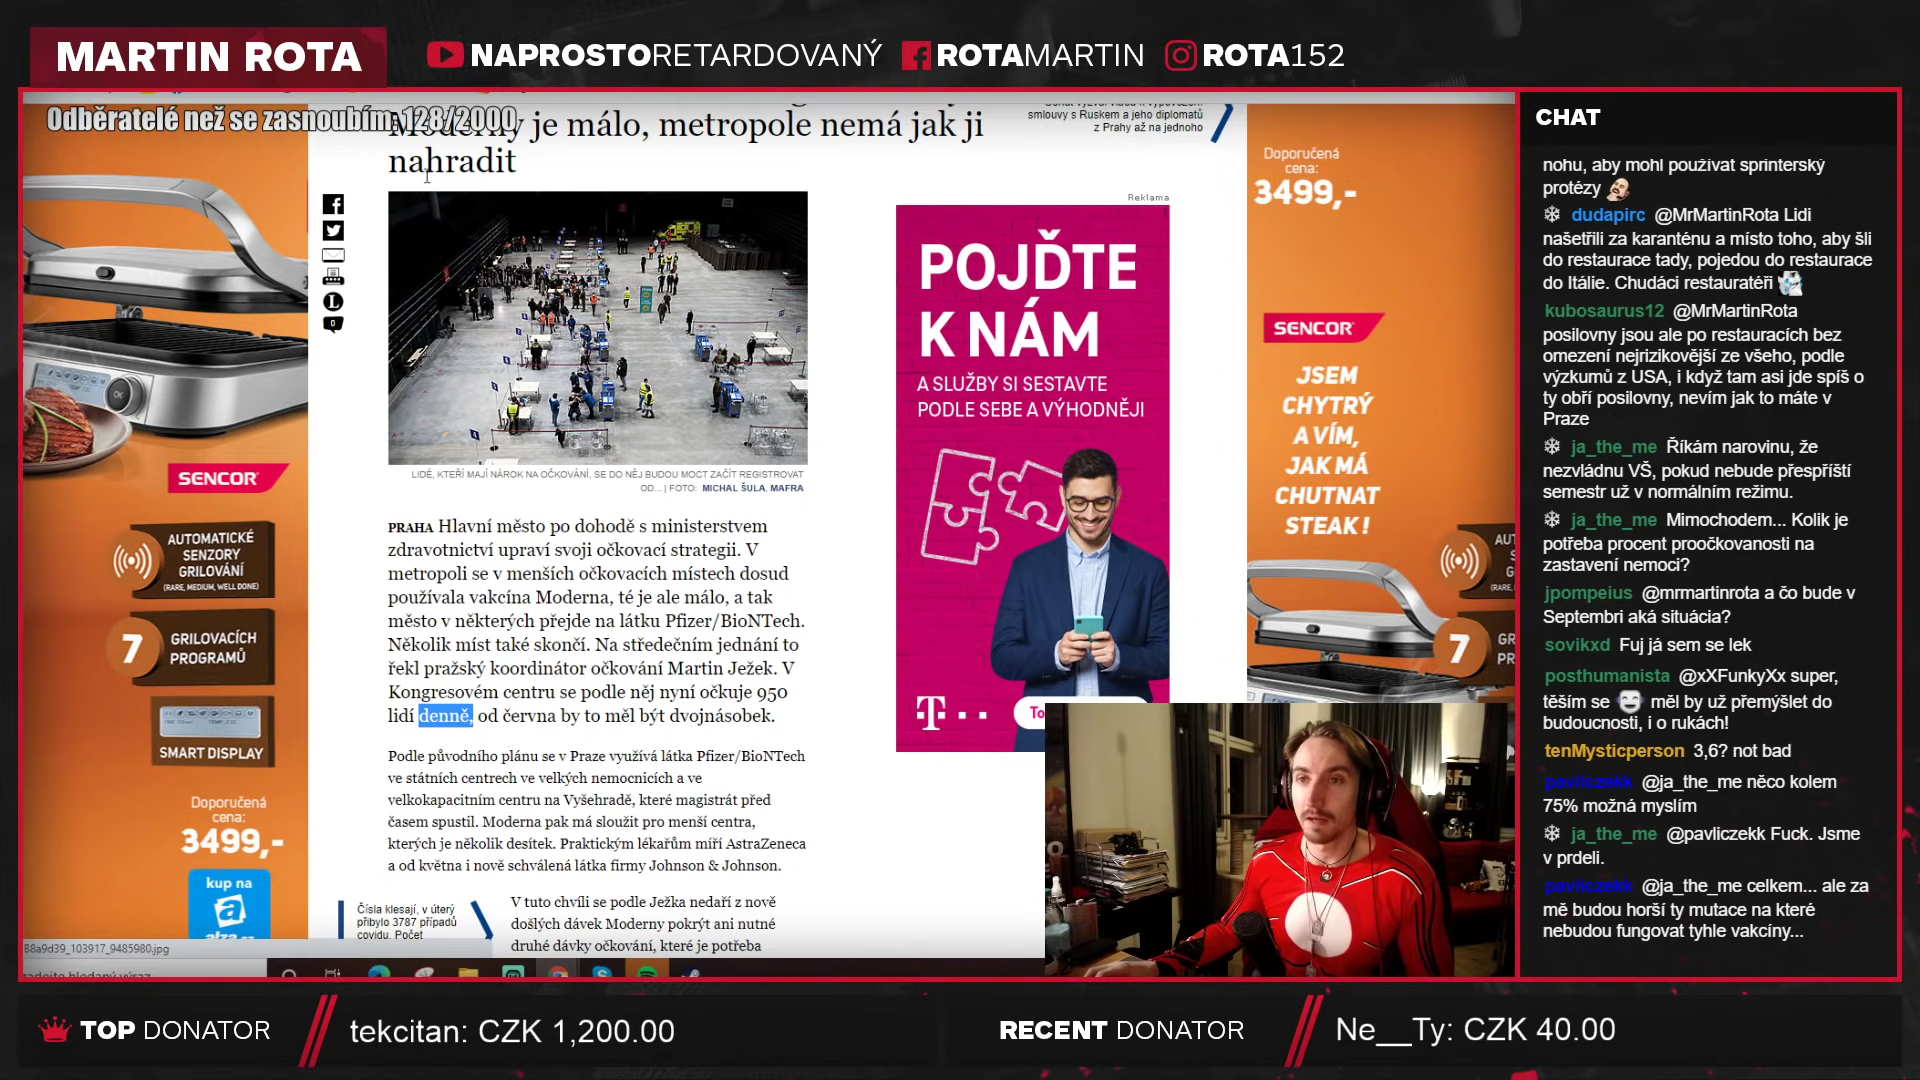 MARTIN ROTA
NAPROSTORETARDOVANÝ
ROTAMARTIN
ROTA152
Odběratelé než se zasnoubím: 128/2000
Moderny je málo, metropole nemá jak ji
nahradit
smlouvy s Ruskem a jeho diplomatů
z Prahy až na jednoho
Reklama
LIDÉ, KTEŘÍ MAJÍ NÁROK NA OČKOVÁNÍ, SE DO NĚJ BUDOU MOCT ZAČÍT REGISTROVAT
OD... | FOTO: MICHAL ŠULA, MAFRA
PRAHA Hlavní město po dohodě s ministerstvem
zdravotnictví upraví svoji očkovací strategii. V
metropoli se v menších očkovacích místech dosud
používala vakcína Moderna, té je ale málo, a tak
město v některých přejde na látku Pfizer/BioNTech.
Několik míst také skončí. Na středečním jednání to
řekl pražský koordinátor očkování Martin Ježek. V
Kongresovém centru se podle něj nyní očkuje 950
lidí denně, od června by to měl být dvojnásobek.
Podle původního plánu se v Praze využívá látka Pfizer/BioNTech
ve státních centrech ve velkých nemocnicích a ve
velkokapacitním centru na Vyšehradě, které magistrát před
časem spustil. Moderna pak má sloužit pro menší centra,
kterých je několik desítek. Praktickým lékařům míří AstraZeneca
a od května i nově schválená látka firmy Johnson & Johnson.
Čísla klesají, v úterý
přibylo 3787 případů
covidu. Počet
V tuto chvíli se podle Ježka nedaří z nově
došlých dávek Moderny pokrýt ani nutné
druhé dávky očkování, které je potřeba
SENCOR
AUTOMATICKÉ
SENZORY
GRILOVÁNÍ
(RARE, MEDIUM, WELL DONE)
7
GRILOVACÍCH
PROGRAMŮ
SMART DISPLAY
Doporučená
cena:
3499,-
kup na
alza.cz
88a9d39_103917_9485980.jpg
zadejte hledaný výraz
POJĎTE
K NÁM
A SLUŽBY SI SESTAVTE
PODLE SEBE A VÝHODNĚJI
T
To
Doporučená
cena:
3499,-
SENCOR
JSEM
CHYTRÝ
A VÍM,
JAK MÁ
CHUTNAT
STEAK!
7
CHAT
nohu, aby mohl používat sprinterský
protézy
dudapirc @MrMartinRota Lidi
našetřili za karanténu a místo toho, aby šli
do restaurace tady, pojedou do restaurace
do Itálie. Chudáci restauratéři
kubosaurus12 @MrMartinRota
posilovny jsou ale po restauracích bez
omezení nejrizikovější ze všeho, podle
výzkumů z USA, i když tam asi jde spíš o
ty obří posilovny, nevím jak to máte v
Praze
ja_the_me Říkám narovinu, že
nezvládnu VŠ, pokud nebude přespříští
semestr už v normálním režimu.
ja_the_me Mimochodem... Kolik je
potřeba procent proočkovanosti na
zastavení nemoci?
jpompeius @mrmartinrota a čo bude v
Septembri aká situácia?
sovikxd Fuj já sem se lek
posthumanista @xXFunkyXx super,
těším se měl by už přemýšlet do
budoucnosti, i o rukách!
tenMysticperson 3,6? not bad
pavliczekk @ja_the_me něco kolem
75% možná myslím
ja_the_me @pavliczekk Fuck. Jsme
v prdeli.
pavliczekk @ja_the_me celkem... ale za
mě budou horší ty mutace na které
nebudou fungovat tyhle vakcíny...
TOP DONATOR
tekcitan: CZK 1,200.00
RECENT DONATOR
Ne__Ty: CZK 40.00